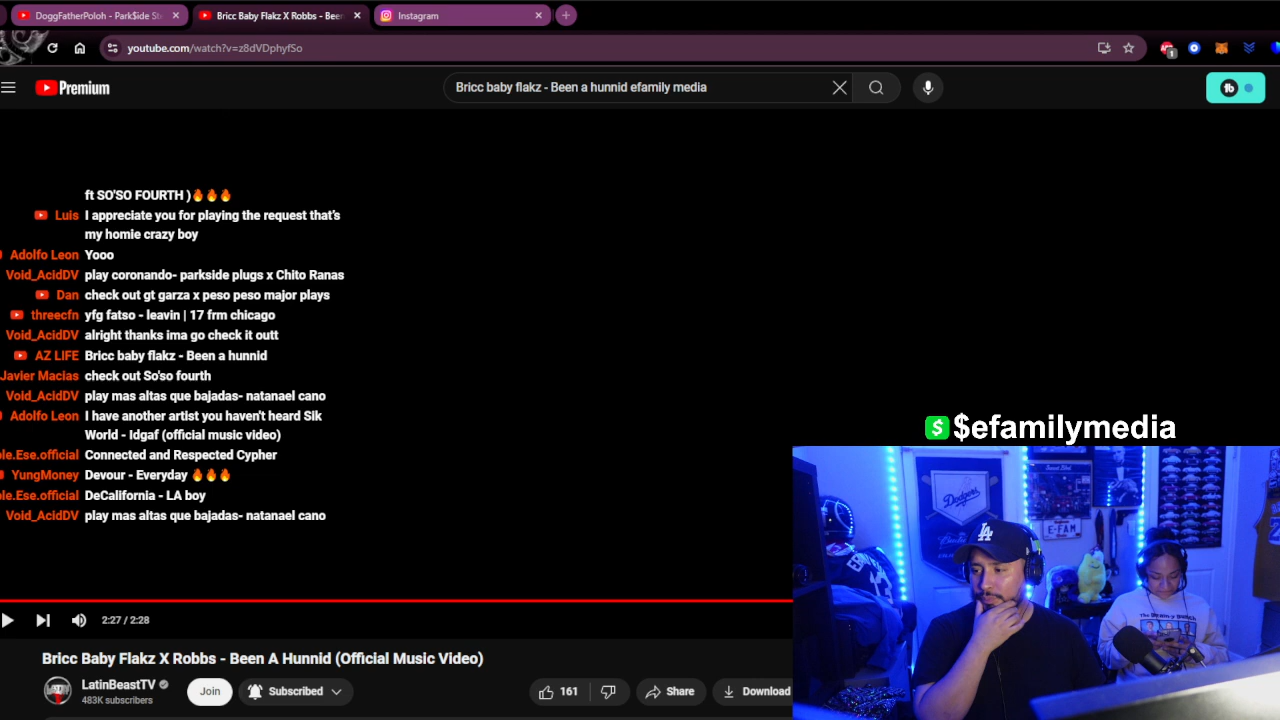 DoggFatherPoloh - Park$ide St
Bricc Baby Flakz X Robbs - Bee
Instagram
youtube.com/watch?v=z8dVDphyfSo
1
Premium
Bricc baby flakz - Been a hunnid efamily media
tb
ft SO'SO FOURTH )🔥🔥🔥
Luis I appreciate you for playing the request that's
my homie crazy boy
Adolfo Leon Yooo
Void_AcidDV play coronando- parkside plugs x Chito Ranas
Dan check out gt garza x peso peso major plays
threecfn yfg fatso - leavin | 17 frm chicago
Void_AcidDV alright thanks ima go check it outt
AZ LIFE Bricc baby flakz - Been a hunnid
Javier Macias check out So'so fourth
Void_AcidDV play mas altas que bajadas- natanael cano
Adolfo Leon I have another artist you haven't heard Sik
World - Idgaf (official music video)
ole.Ese.official Connected and Respected Cypher
YungMoney Devour - Everyday 🔥🔥🔥
ole.Ese.official DeCalifornia - LA boy
Void_AcidDV play mas altas que bajadas- natanael cano
$ $efamilymedia
Dodgers
E-FAM
LA
2:27 / 2:28
Bricc Baby Flakz X Robbs - Been A Hunnid (Official Music Video)
LatinBeastTV
483K subscribers
Join
Subscribed
161
Share
Download